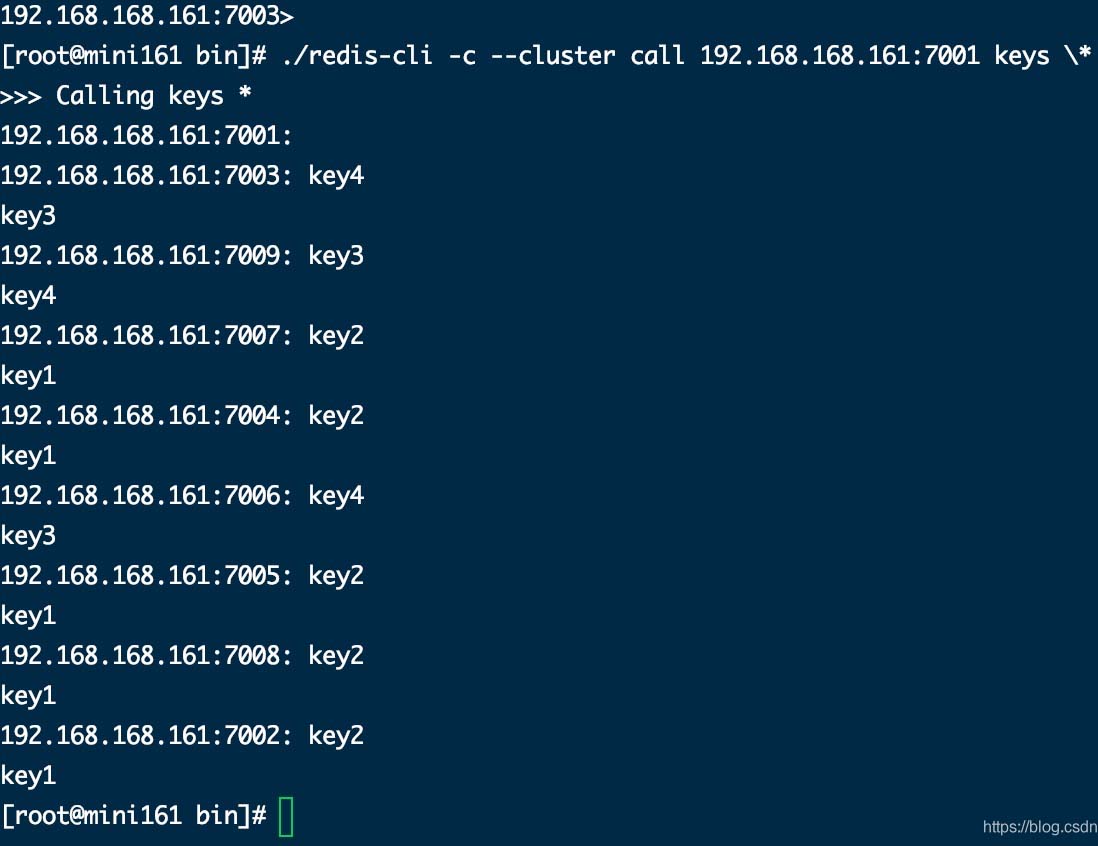 192.168.168.161:7003>
[root@mini161 bin]# ./redis-cli -c --cluster call 192.168.168.161:7001 keys \*
>>> Calling keys *
192.168.168.161:7001:
192.168.168.161:7003: key4
key3
192.168.168.161:7009: key3
key4
192.168.168.161:7007: key2
key1
192.168.168.161:7004: key2
key1
192.168.168.161:7006: key4
key3
192.168.168.161:7005: key2
key1
192.168.168.161:7008: key2
key1
192.168.168.161:7002: key2
key1
[root@mini161 bin]#
https://blog.csdn